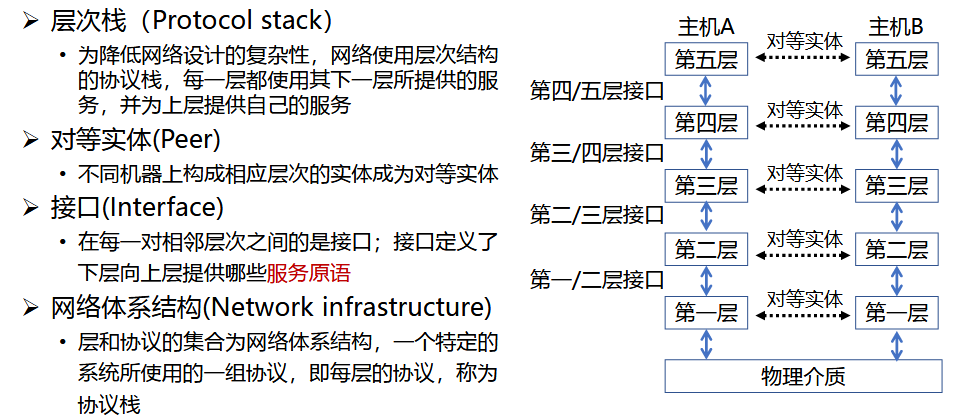 层次栈（Protocol stack）
为降低网络设计的复杂性，网络使用层次结构
的协议栈，每一层都使用其下一层所提供的服
务，并为上层提供自己的服务
对等实体(Peer)
不同机器上构成相应层次的实体成为对等实体
接口(Interface)
在每一对相邻层次之间的是接口；接口定义了
下层向上层提供哪些服务原语
网络体系结构(Network infrastructure)
层和协议的集合为网络体系结构，一个特定的
系统所使用的一组协议，即每层的协议，称为
协议栈
主机A 主机B
第五层 对等实体 第五层
第四/五层接口
第四层 对等实体 第四层
第三/四层接口
第三层 对等实体 第三层
第二/三层接口
第二层 对等实体 第二层
第一/二层接口
第一层 对等实体 第一层
物理介质